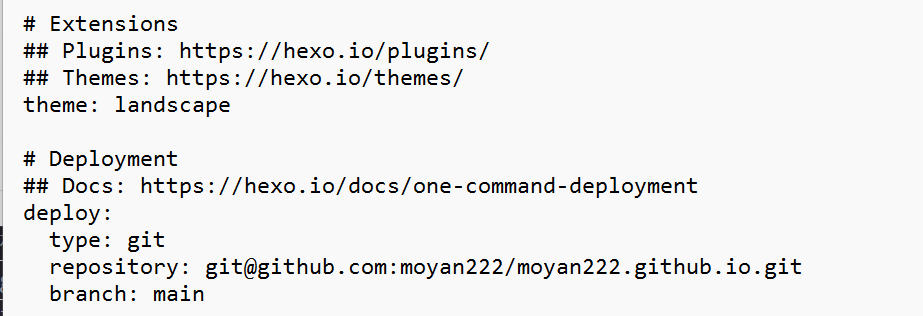 # Extensions
## Plugins: https://hexo.io/plugins/
## Themes: https://hexo.io/themes/
theme: landscape

# Deployment
## Docs: https://hexo.io/docs/one-command-deployment
deploy:
  type: git
  repository: git@github.com:moyan222/moyan222.github.io.git
  branch: main